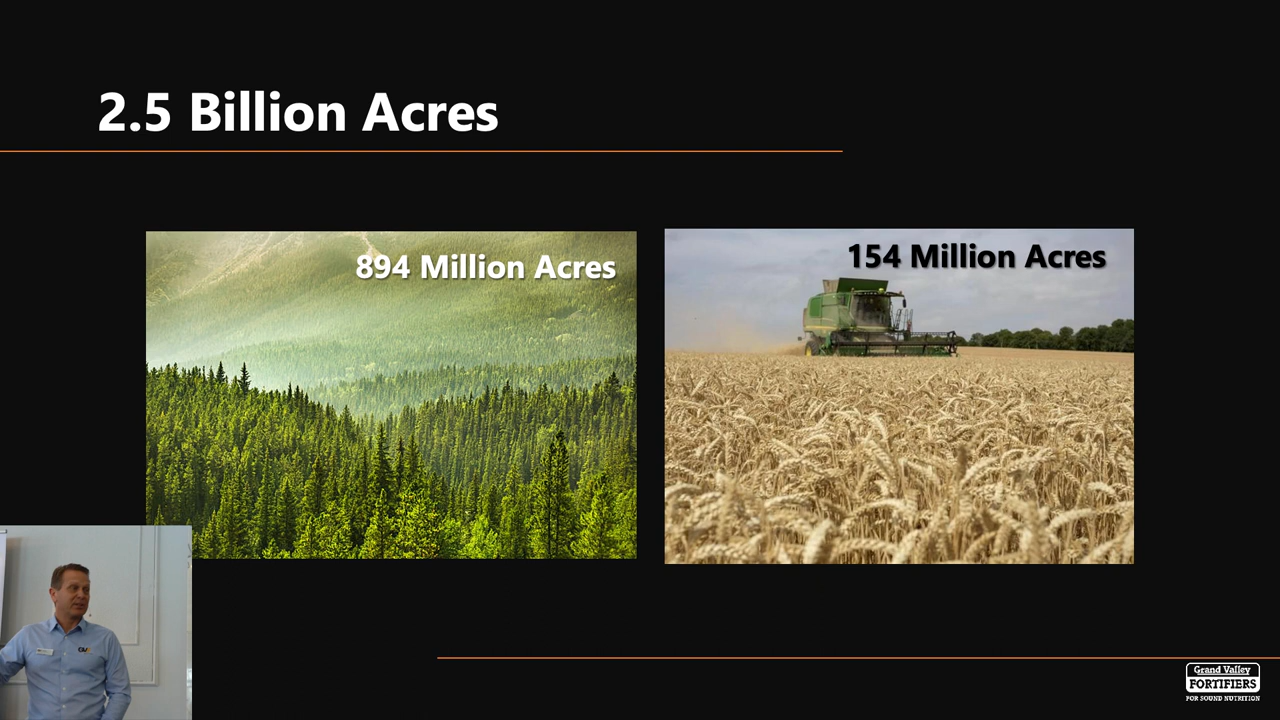 2.5 Billion Acres
894 Million Acres
154 Million Acres
Grand Valley
FORTIFIERS
FOR SOUND NUTRITION